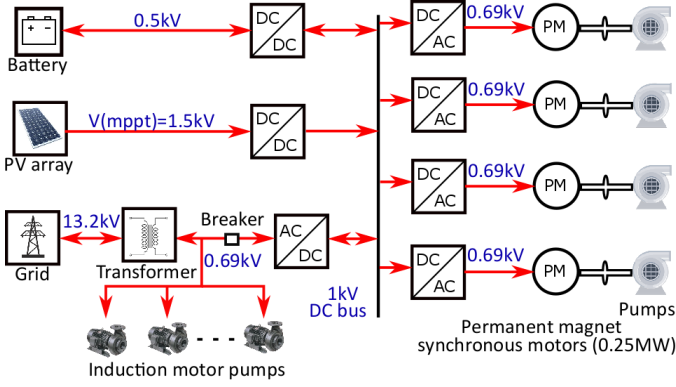 0.5kV
DC
DC
Battery
V(mppt)=1.5kV
DC
DC
PV array
13.2kV
Grid
Transformer
Breaker
0.69kV
AC
DC
1kV
DC bus
Induction motor pumps
DC
AC
0.69kV
PM
DC
AC
0.69kV
PM
DC
AC
0.69kV
PM
DC
AC
0.69kV
PM
Pumps
Permanent magnet
synchronous motors (0.25MW)